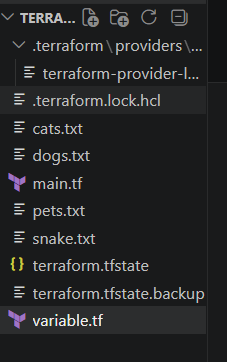 TERRA...
.terraform\providers\...
terraform-provider-l...
.terraform.lock.hcl
cats.txt
dogs.txt
main.tf
pets.txt
snake.txt
{} terraform.tfstate
terraform.tfstate.backup
variable.tf